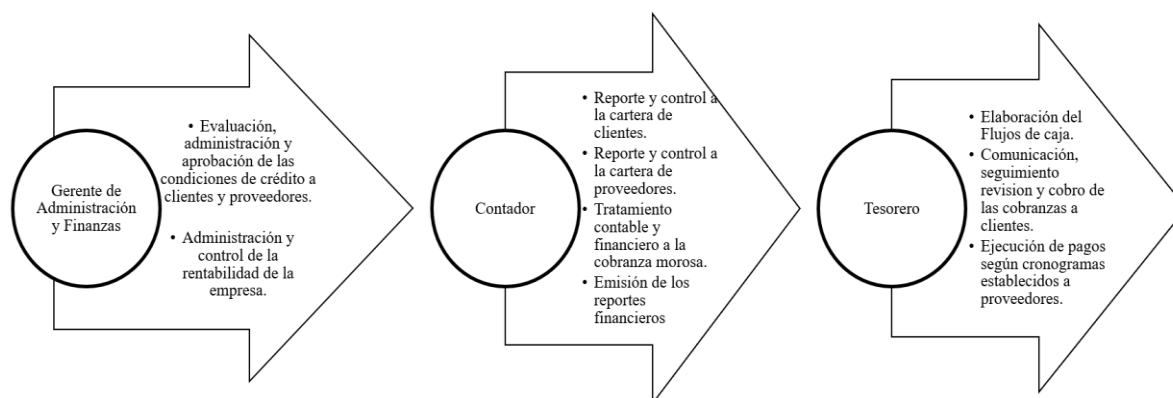 Gerente de
Administración
y Finanzas
• Evaluación,
administración y
aprobación de las
condiciones de crédito a
clientes y proveedores.
• Administración y
control de la
rentabilidad de la
empresa.
Contador
• Reporte y control a
la cartera de
clientes.
• Reporte y control a
la cartera de
proveedores.
• Tratamiento
contable y
financiero a la
cobranza morosa.
• Emisión de los
reportes
financieros
Tesorero
• Elaboración del
Flujos de caja.
• Comunicación,
seguimiento
revision y cobro de
las cobranzas a
clientes.
• Ejecución de pagos
según cronogramas
establecidos a
proveedores.